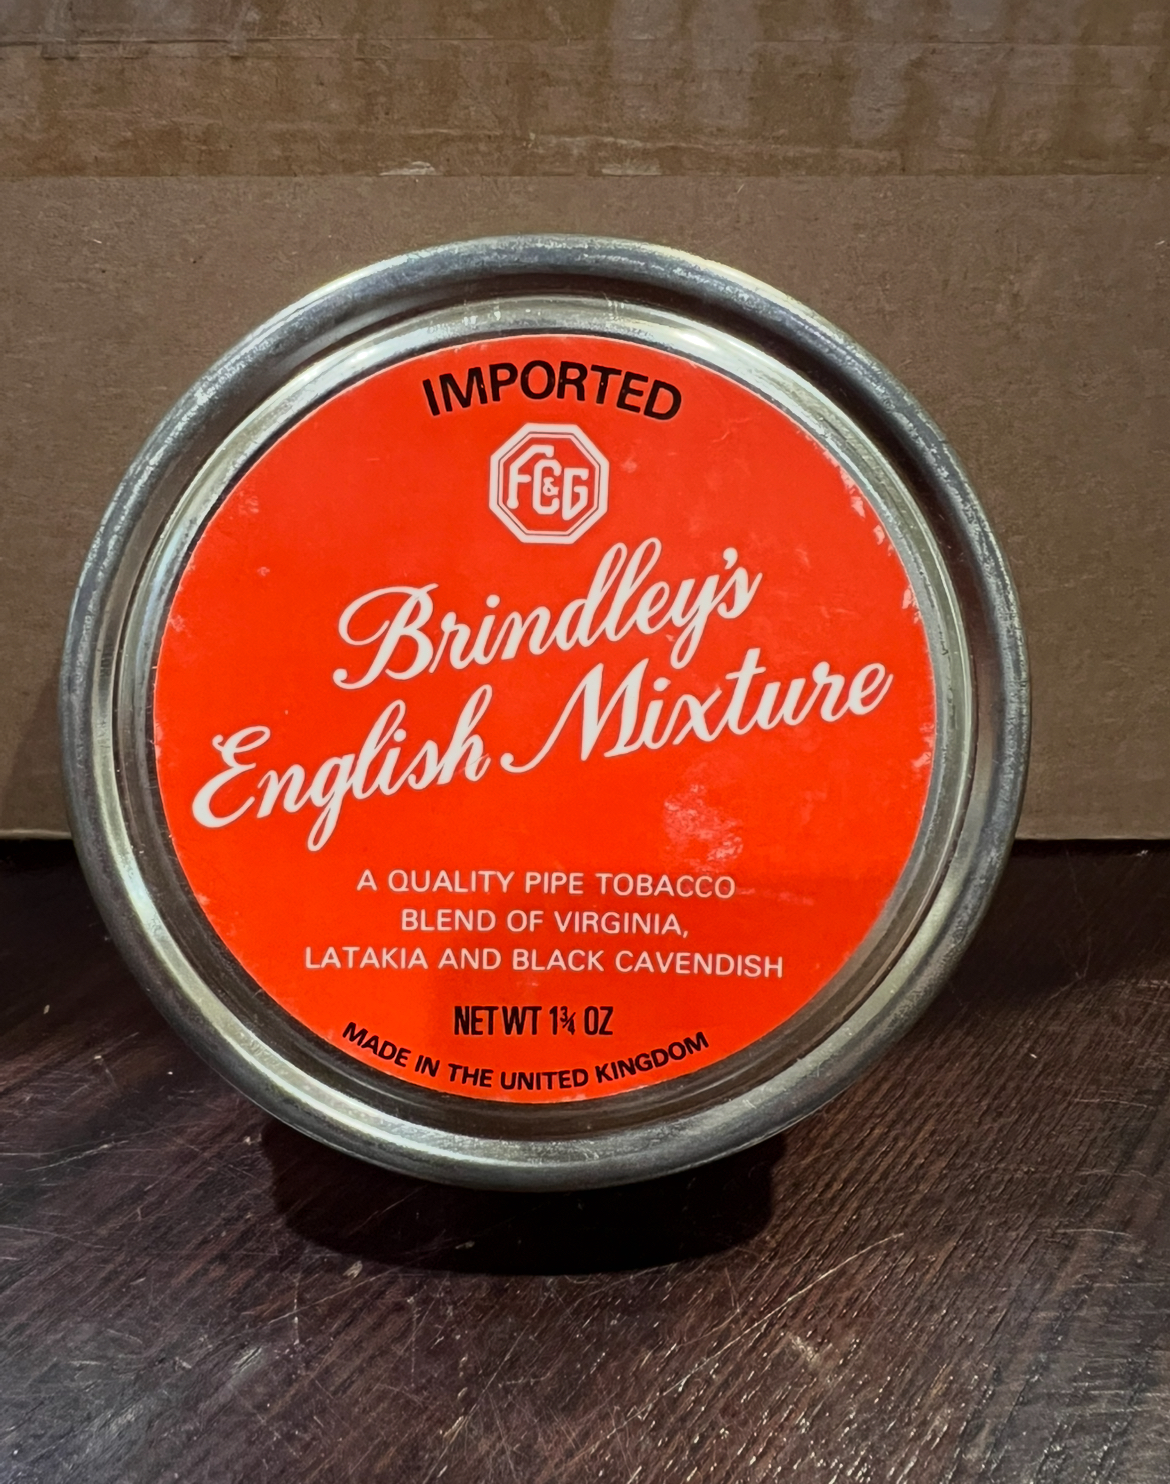 IMPORTED
FC&G
Brindley's
English Mixture
A QUALITY PIPE TOBACCO
BLEND OF VIRGINIA,
LATAKIA AND BLACK CAVENDISH
NET WT 1¾ OZ
MADE IN THE UNITED KINGDOM